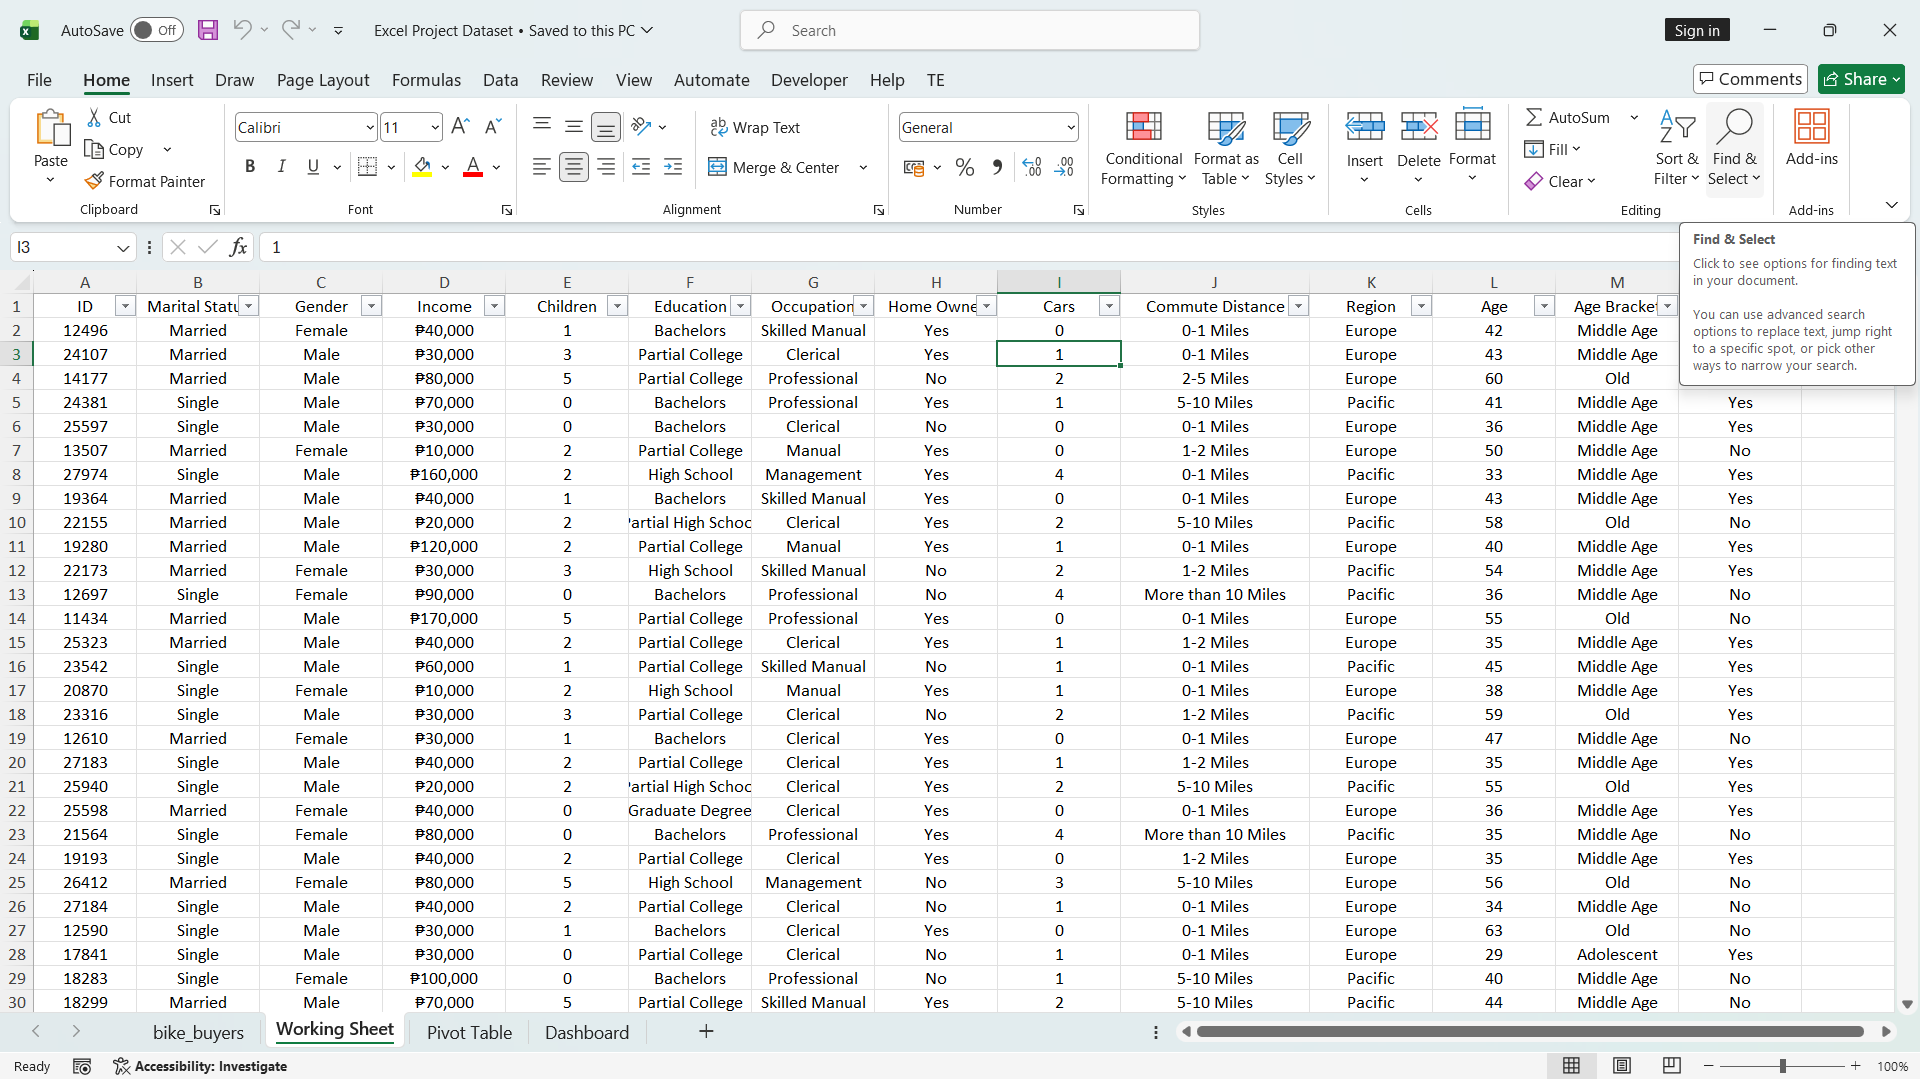 AutoSave Off Excel Project Dataset • Saved to this PC Search Sign in
File Home Insert Draw Page Layout Formulas Data Review View Automate Developer Help TE Comments Share
Paste Cut Copy Format Painter Clipboard
Calibri 11 B I U A Font
Wrap Text Merge & Center Alignment
General % Number
Conditional Formatting Format as Table Cell Styles Styles
Insert Delete Format Cells
AutoSum Fill Clear Sort & Filter Find & Select Editing
Add-ins Add-ins
I3 fx 1
Find & Select
Click to see options for finding text
in your document.
You can use advanced search
options to replace text, jump right
to a specific spot, or pick other
ways to narrow your search.
A B C D E F G H I J K L M
1 ID Marital Statu Gender Income Children Education Occupation Home Owne Cars Commute Distance Region Age Age Bracket
2 12496 Married Female ₱40,000 1 Bachelors Skilled Manual Yes 0 0-1 Miles Europe 42 Middle Age
3 24107 Married Male ₱30,000 3 Partial College Clerical Yes 1 0-1 Miles Europe 43 Middle Age
4 14177 Married Male ₱80,000 5 Partial College Professional No 2 2-5 Miles Europe 60 Old
5 24381 Single Male ₱70,000 0 Bachelors Professional Yes 1 5-10 Miles Pacific 41 Middle Age Yes
6 25597 Single Male ₱30,000 0 Bachelors Clerical No 0 0-1 Miles Europe 36 Middle Age Yes
7 13507 Married Female ₱10,000 2 Partial College Manual Yes 0 1-2 Miles Europe 50 Middle Age No
8 27974 Single Male ₱160,000 2 High School Management Yes 4 0-1 Miles Pacific 33 Middle Age Yes
9 19364 Married Male ₱40,000 1 Bachelors Skilled Manual Yes 0 0-1 Miles Europe 43 Middle Age Yes
10 22155 Married Male ₱20,000 2 Partial High Schoo Clerical Yes 2 5-10 Miles Pacific 58 Old No
11 19280 Married Male ₱120,000 2 Partial College Manual Yes 1 0-1 Miles Europe 40 Middle Age Yes
12 22173 Married Female ₱30,000 3 High School Skilled Manual No 2 1-2 Miles Pacific 54 Middle Age Yes
13 12697 Single Female ₱90,000 0 Bachelors Professional No 4 More than 10 Miles Pacific 36 Middle Age No
14 11434 Married Male ₱170,000 5 Partial College Professional Yes 0 0-1 Miles Europe 55 Old No
15 25323 Married Male ₱40,000 2 Partial College Clerical Yes 1 1-2 Miles Europe 35 Middle Age Yes
16 23542 Single Male ₱60,000 1 Partial College Skilled Manual No 1 0-1 Miles Pacific 45 Middle Age Yes
17 20870 Single Female ₱10,000 2 High School Manual Yes 1 0-1 Miles Europe 38 Middle Age Yes
18 23316 Single Male ₱30,000 3 Partial College Clerical No 2 1-2 Miles Pacific 59 Old Yes
19 12610 Married Female ₱30,000 1 Bachelors Clerical Yes 0 0-1 Miles Europe 47 Middle Age No
20 27183 Single Male ₱40,000 2 Partial College Clerical Yes 1 1-2 Miles Europe 35 Middle Age Yes
21 25940 Single Male ₱20,000 2 Partial High Schoo Clerical Yes 2 5-10 Miles Pacific 55 Old Yes
22 25598 Married Female ₱40,000 0 Graduate Degree Clerical Yes 0 0-1 Miles Europe 36 Middle Age Yes
23 21564 Single Female ₱80,000 0 Bachelors Professional Yes 4 More than 10 Miles Pacific 35 Middle Age No
24 19193 Single Male ₱40,000 2 Partial College Clerical Yes 0 1-2 Miles Europe 35 Middle Age Yes
25 26412 Married Female ₱80,000 5 High School Management No 3 5-10 Miles Europe 56 Old No
26 27184 Single Male ₱40,000 2 Partial College Clerical No 1 0-1 Miles Europe 34 Middle Age No
27 12590 Single Male ₱30,000 1 Bachelors Clerical Yes 0 0-1 Miles Europe 63 Old No
28 17841 Single Male ₱30,000 0 Partial College Clerical No 1 0-1 Miles Europe 29 Adolescent Yes
29 18283 Single Female ₱100,000 0 Bachelors Professional No 1 5-10 Miles Pacific 40 Middle Age No
30 18299 Married Male ₱70,000 5 Partial College Skilled Manual Yes 2 5-10 Miles Pacific 44 Middle Age No
bike_buyers Working Sheet Pivot Table Dashboard
Ready Accessibility: Investigate 100%